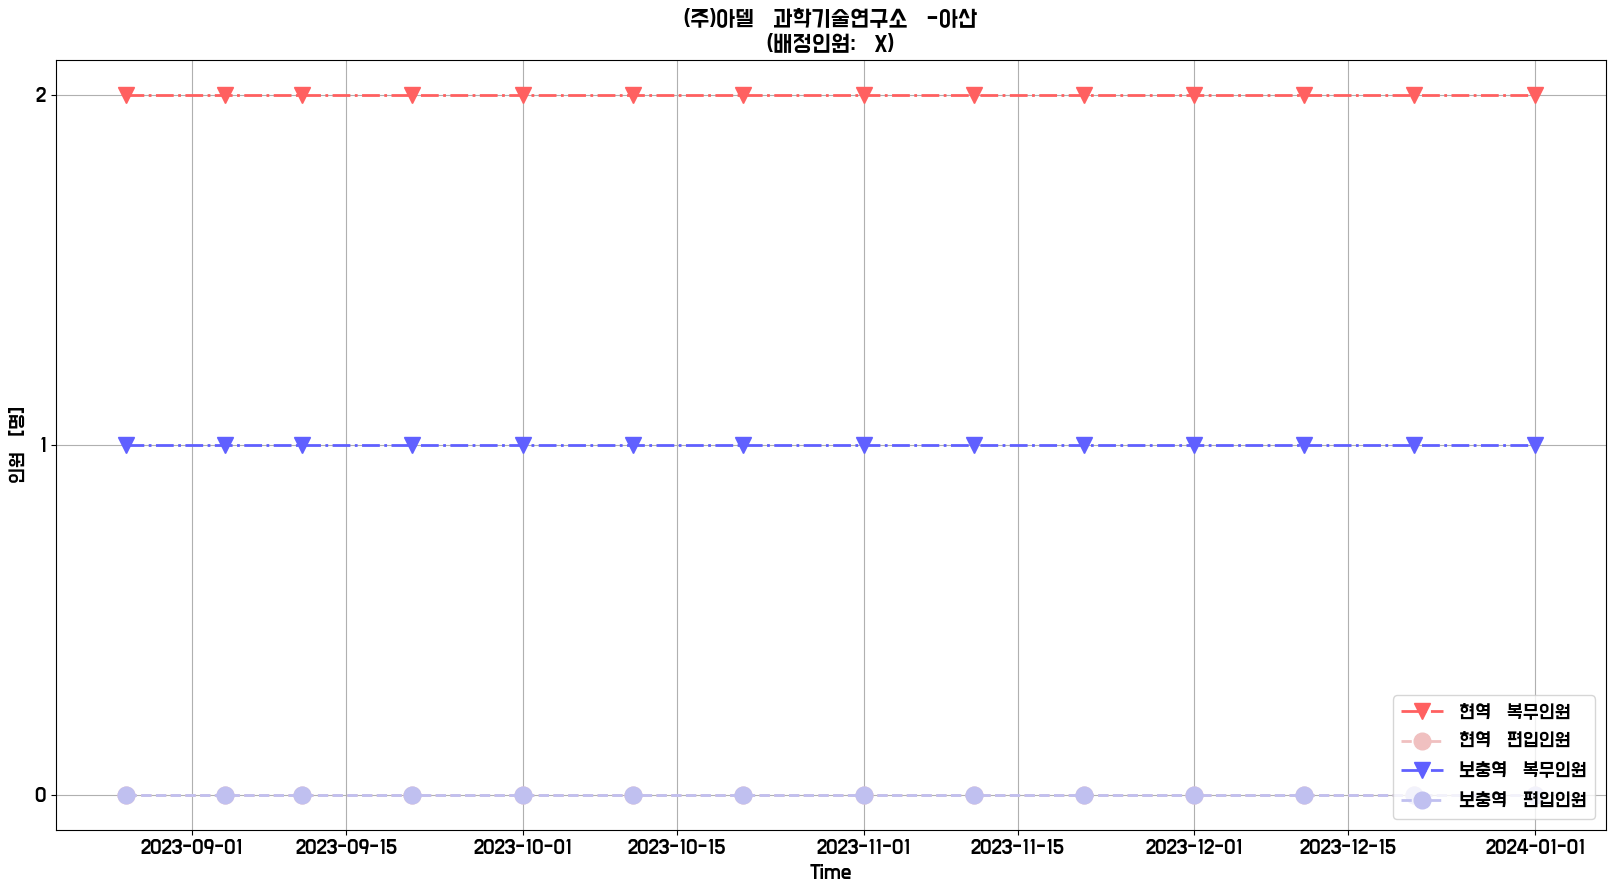 (주)아델 과학기술연구소 -아산
(배정인원: X)
인원 [명]
2
1
0
현역 복무인원
현역 편입인원
보충역 복무인원
보충역 편입인원
2023-09-01 2023-09-15 2023-10-01 2023-10-15 2023-11-01 2023-11-15 2023-12-01 2023-12-15 2024-01-01
Time